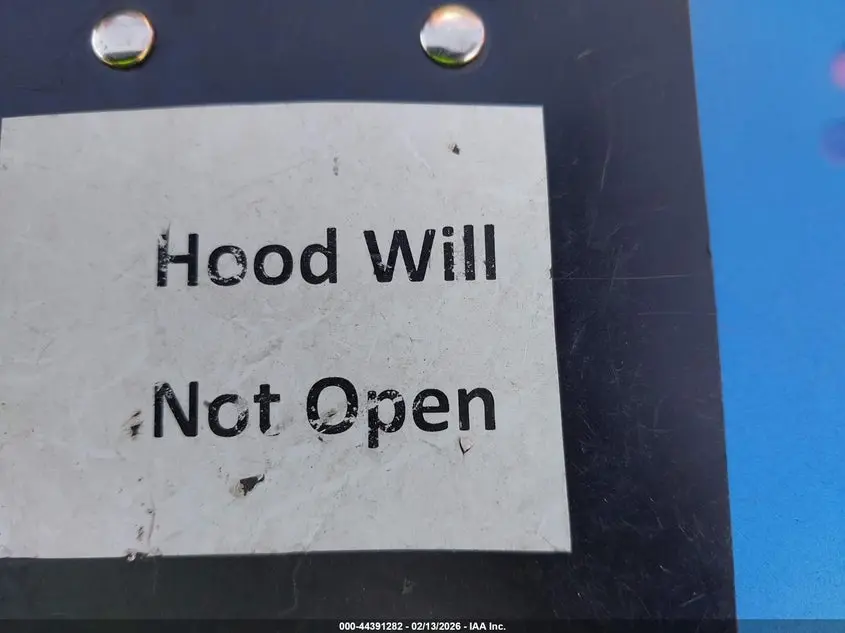 Hood Will
Not Open
000-44391282 - 02/13/2026 - IAA Inc.